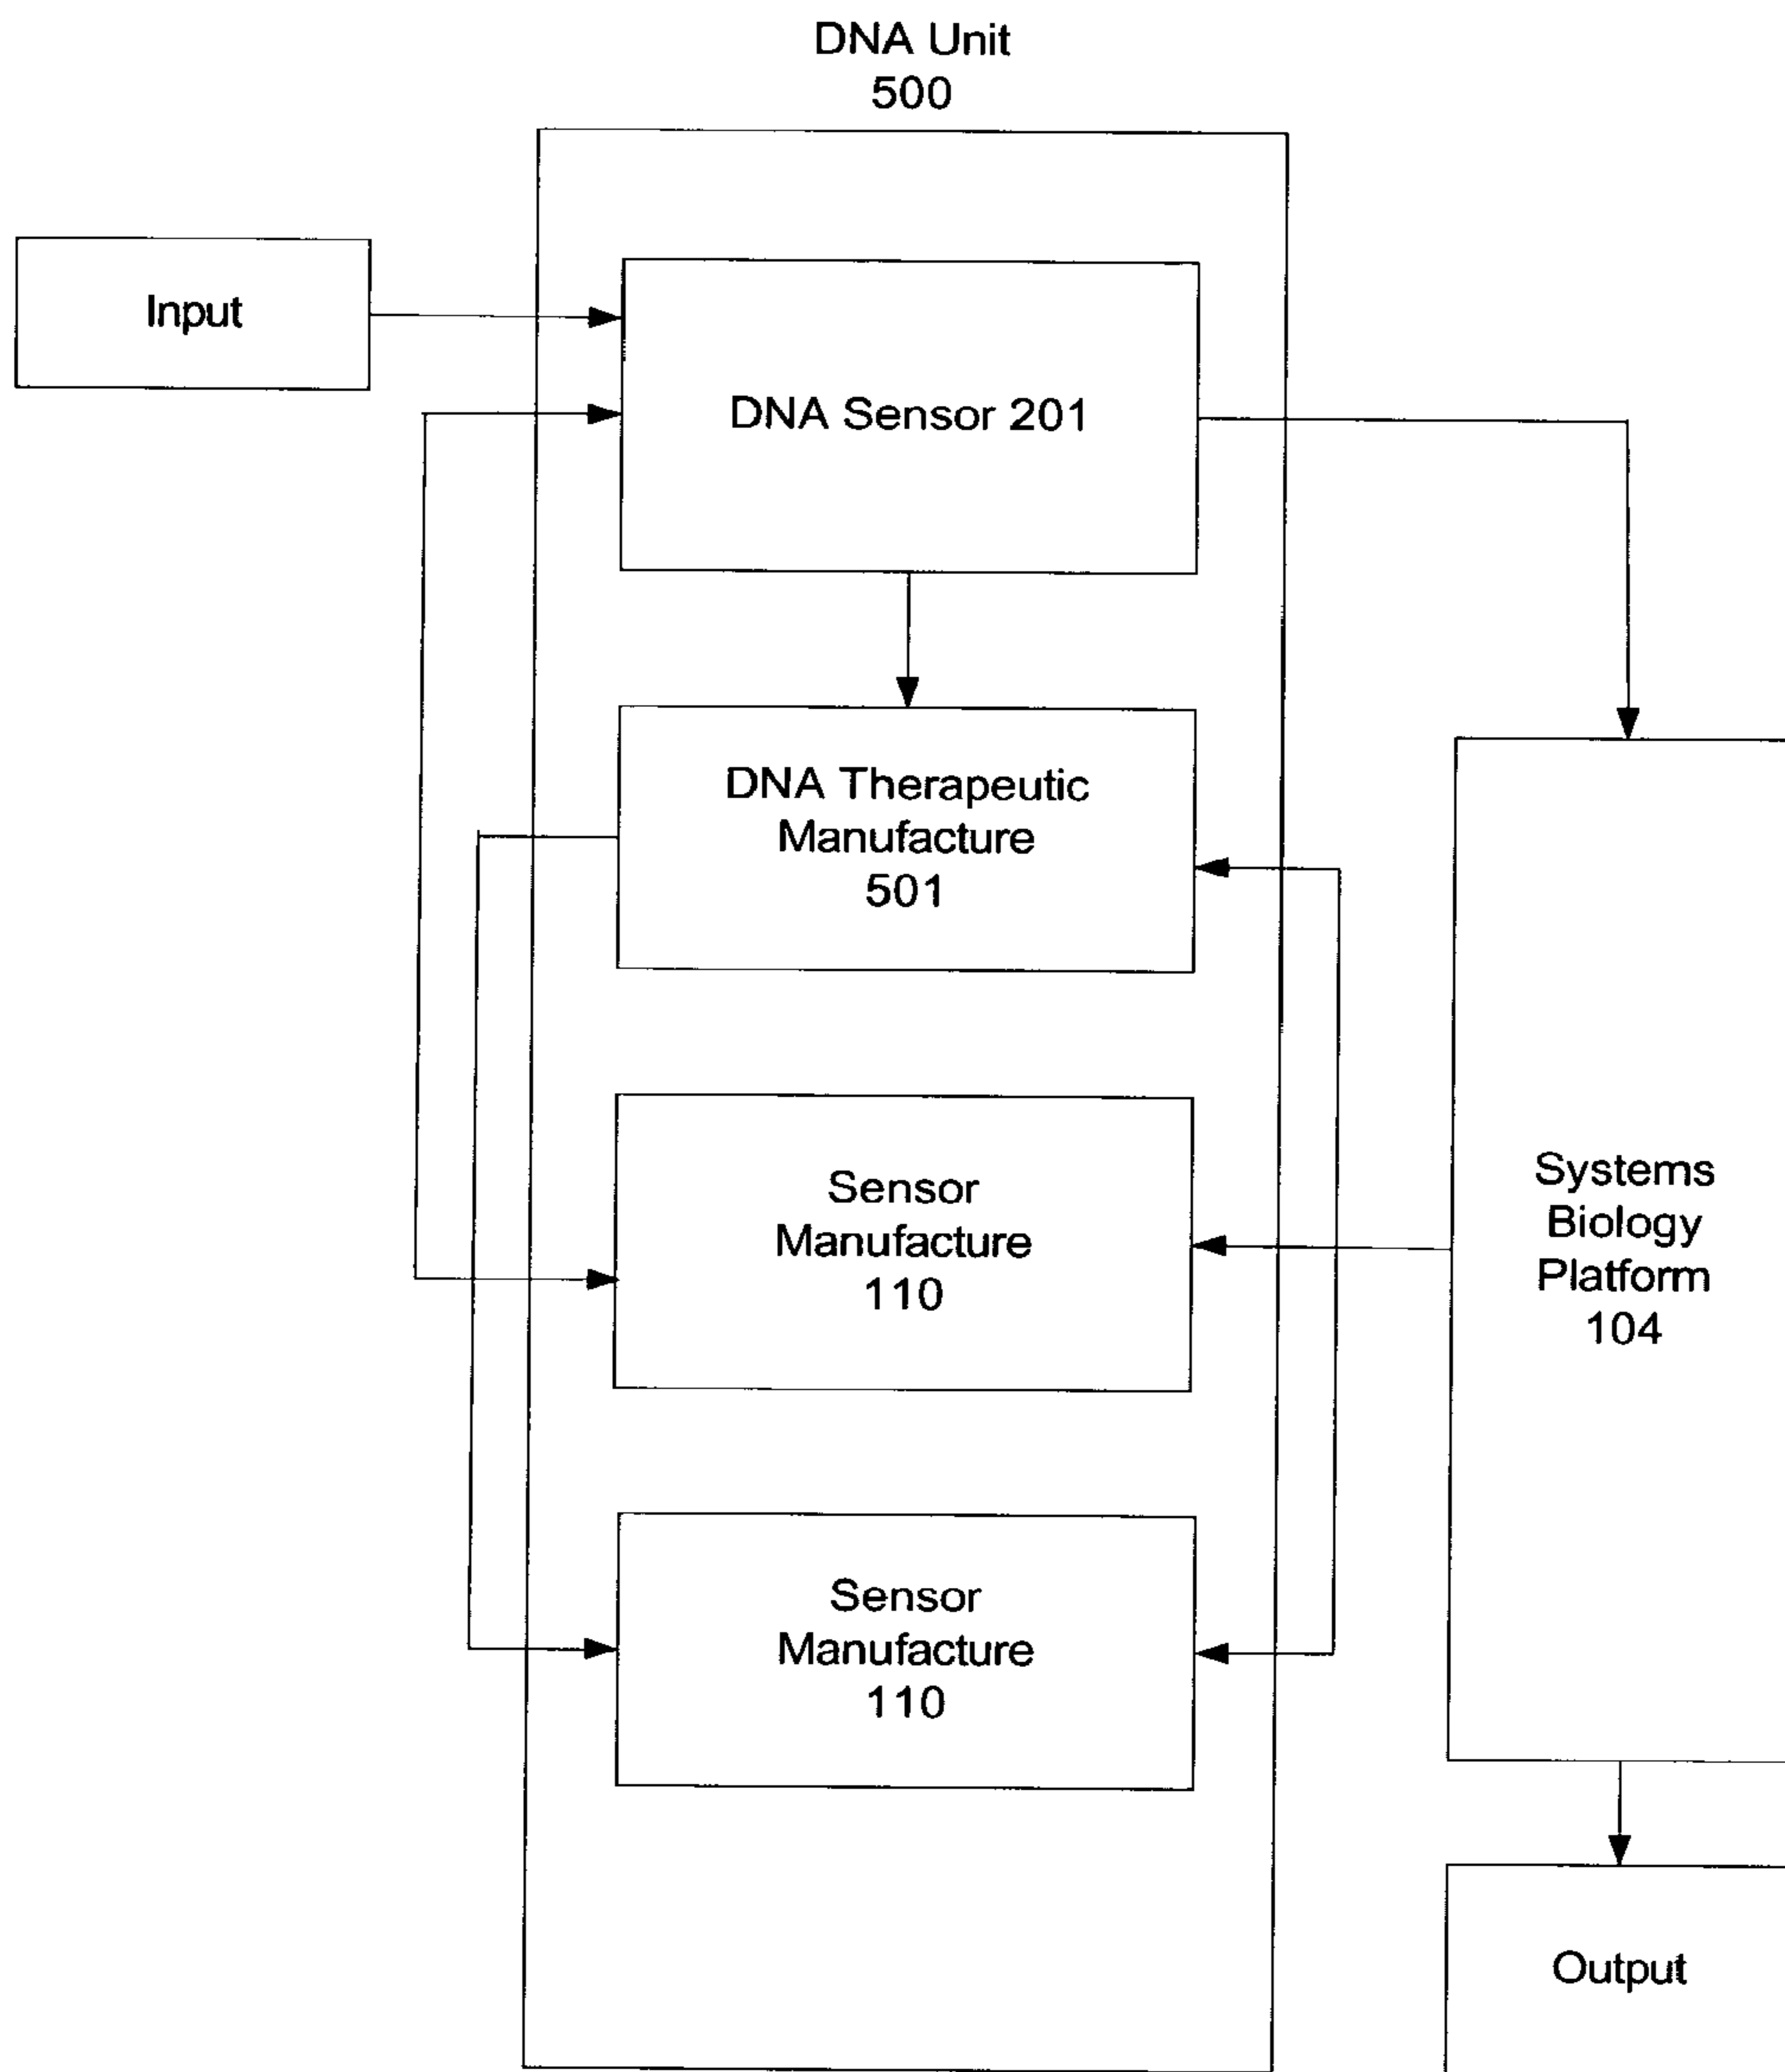 DNA Unit
500
Input
DNA Sensor 201
DNA Therapeutic
Manufacture
501
Sensor
Manufacture
110
Systems
Biology
Platform
104
Sensor
Manufacture
110
Output